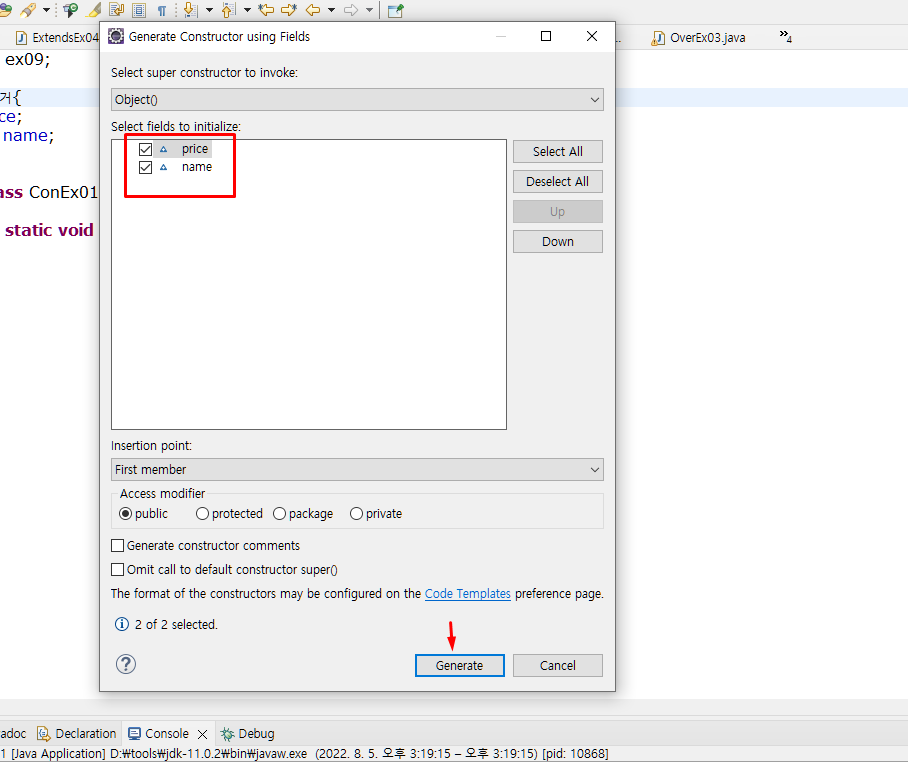 ExtendsEx04
Generate Constructor using Fields
OverEx03.java
»4
ex09;
거{
ce;
name;
ass ConEx01
static void
Select super constructor to invoke:
Object()
Select fields to initialize:
price
name
Select All
Deselect All
Up
Down
Insertion point:
First member
Access modifier
public protected package private
Generate constructor comments
Omit call to default constructor super()
The format of the constructors may be configured on the Code Templates preference page.
2 of 2 selected.
Generate Cancel
adoc Declaration Console Debug
1 [Java Application] D:₩tools₩jdk-11.0.2₩bin₩javaw.exe (2022. 8. 5. 오후 3:19:15 – 오후 3:19:15) [pid: 10868]